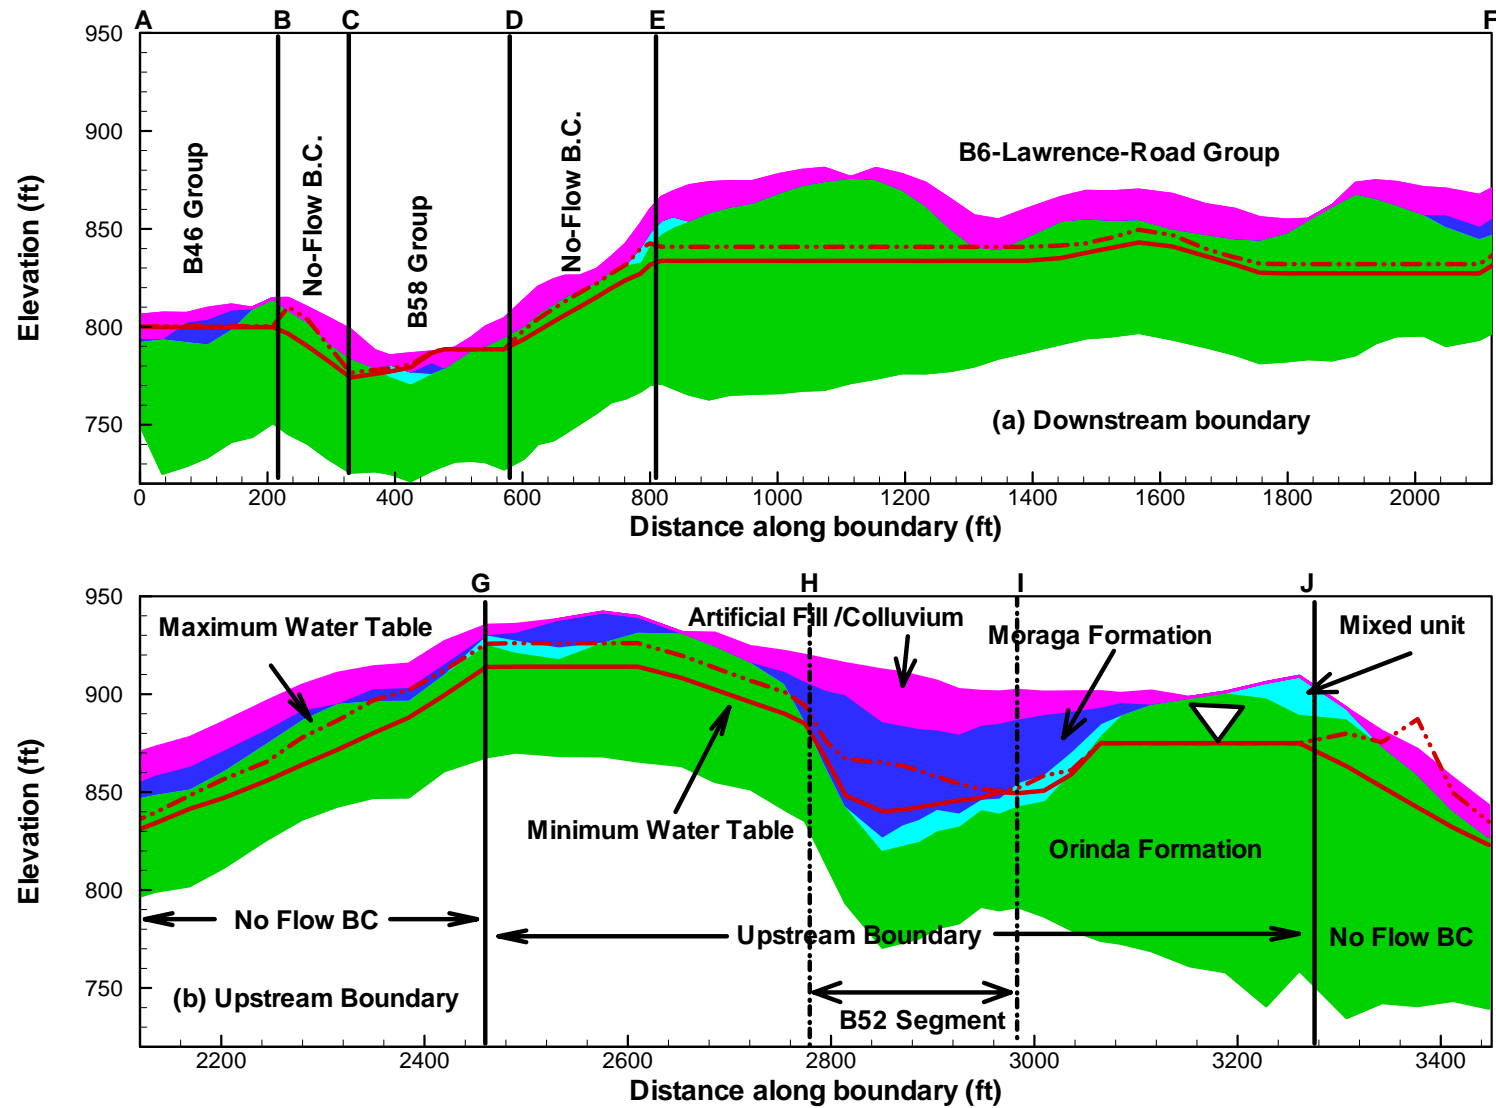 A B C D E F
950
900
850
800
750
Elevation (ft)
B46 Group
No-Flow B.C.
B58 Group
No-Flow B.C.
B6-Lawrence-Road Group
(a) Downstream boundary
0 200 400 600 800 1000 1200 1400 1600 1800 2000
Distance along boundary (ft)
G H I J
950
900
850
800
750
Elevation (ft)
Maximum Water Table
Artificial Fill /Colluvium
Moraga Formation
Mixed unit
Minimum Water Table
Orinda Formation
No Flow BC
Upstream Boundary
No Flow BC
(b) Upstream Boundary
B52 Segment
2200 2400 2600 2800 3000 3200 3400
Distance along boundary (ft)